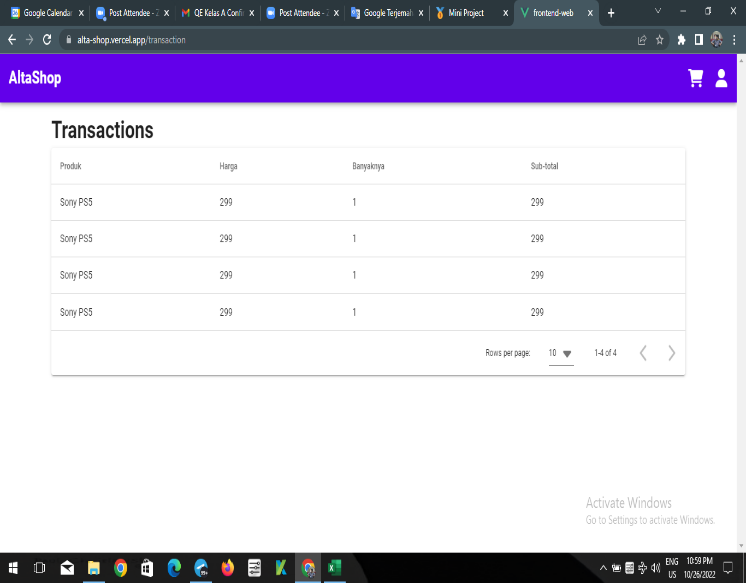 Google Calendar
Post Attendee - Z
QE Kelas A Confi
Post Attendee - Z
Google Terjemah
Mini Project
frontend-web
alta-shop.vercel.app/transaction
AltaShop
Transactions
Produk Harga Banyaknya Sub-total
Sony PS5 299 1 299
Sony PS5 299 1 299
Sony PS5 299 1 299
Sony PS5 299 1 299
Rows per page: 10 1-4 of 4
Activate Windows
Go to Settings to activate Windows.
ENG 10:59 PM
US 10/26/2022